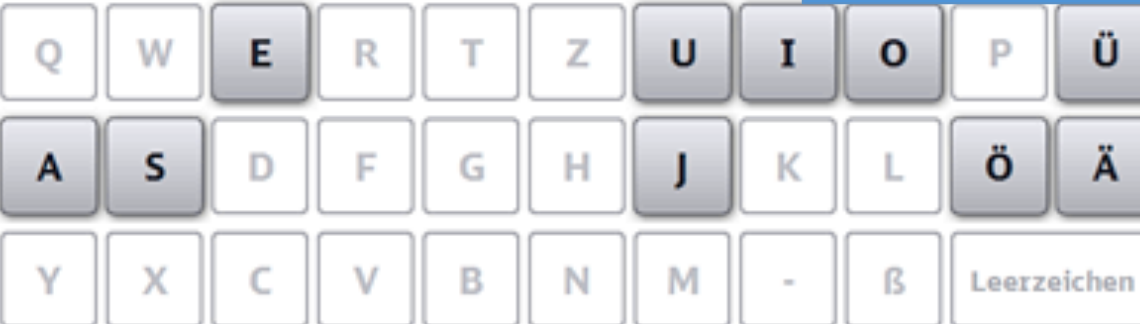 Q W E R T Z U I O P Ü
A S D F G H J K L Ö Ä
Y X C V B N M - ß Leerzeichen